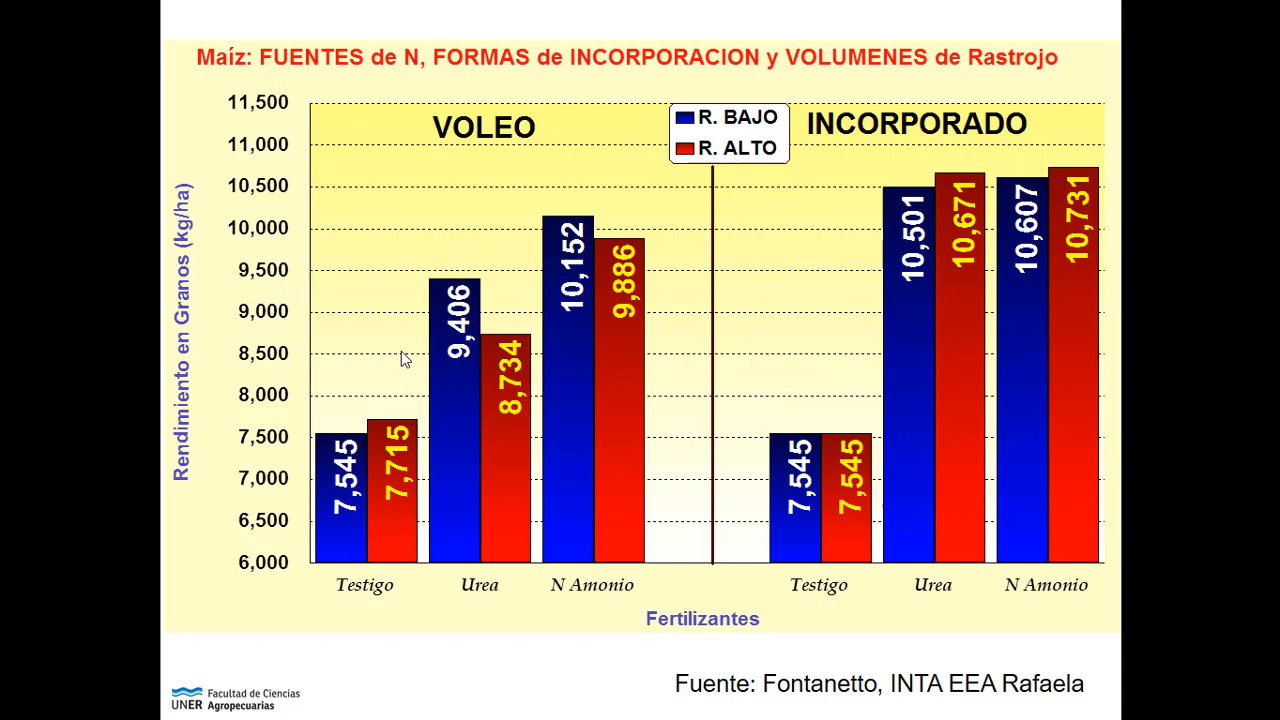 Maíz: FUENTES de N, FORMAS de INCORPORACION y VOLUMENES de Rastrojo
VOLEO
R. BAJO
R. ALTO
INCORPORADO
Rendimiento en Granos (kg/ha)
11,500
11,000
10,500
10,000
9,500
9,000
8,500
8,000
7,500
7,000
6,500
6,000
7,545
7,715
9,406
8,734
10,152
9,886
7,545
7,545
10,501
10,671
10,607
10,731
Testigo
Urea
N Amonio
Testigo
Urea
N Amonio
Fertilizantes
Fuente: Fontanetto, INTA EEA Rafaela
UNER
Facultad de Ciencias
Agropecuarias